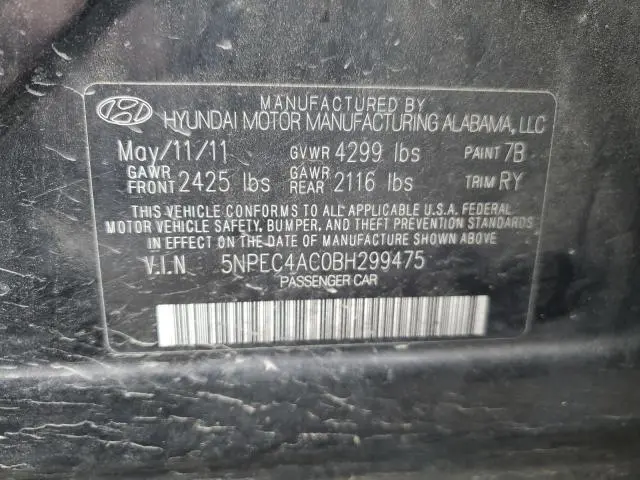 MANUFACTURED BY
HYUNDAI MOTOR MANUFACTURING ALABAMA, LLC
May/11/11 GVWR 4299 lbs PAINT 7B
GAWR FRONT 2425 lbs GAWR REAR 2116 lbs TRIM RY
THIS VEHICLE CONFORMS TO ALL APPLICABLE U.S.A. FEDERAL
MOTOR VEHICLE SAFETY, BUMPER, AND THEFT PREVENTION STANDARDS
IN EFFECT ON THE DATE OF MANUFACTURE SHOWN ABOVE.
V.I.N 5NPEC4AC0BH299475
PASSENGER CAR